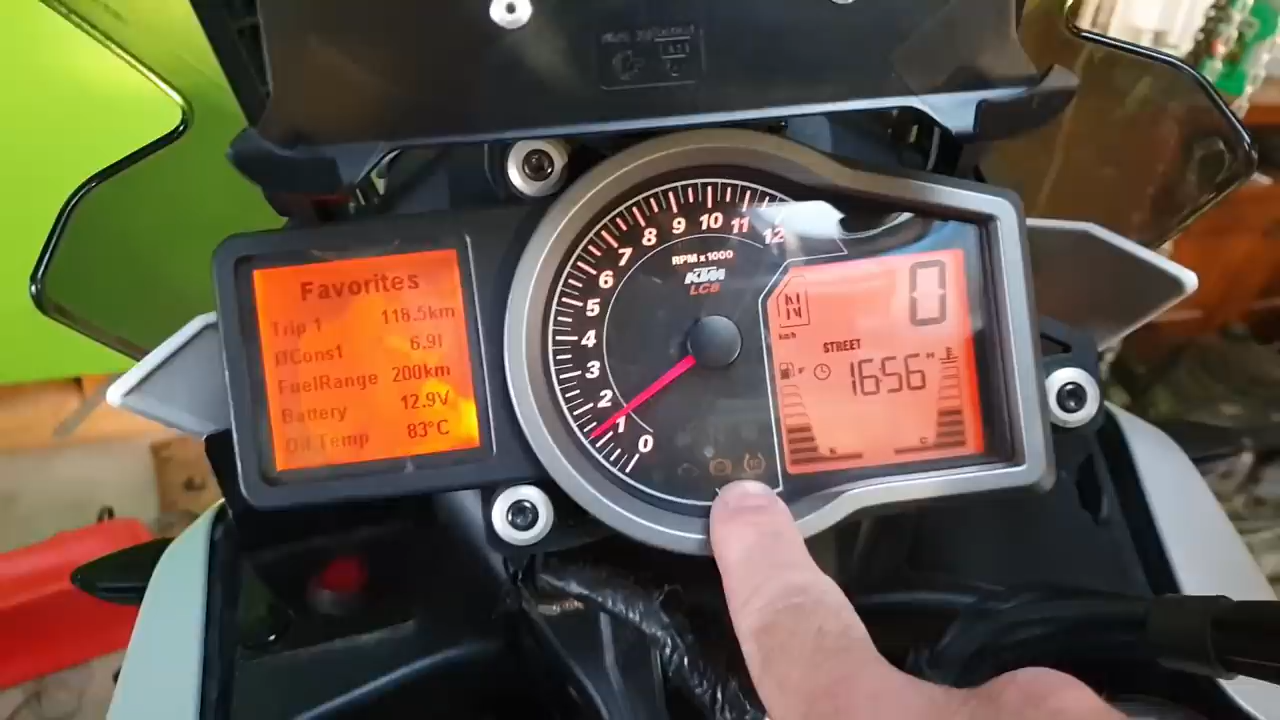 Favorites
Trip 1 118.5km
ØCons1 6.9l
FuelRange 200km
Battery 12.9V
Oil Temp 83°C
0
1
2
3
4
5
6
7
8
9
10
11
12
RPM x 1000
KTM
LC8
N
0
km/h
STREET
F
16:56
H
E
C